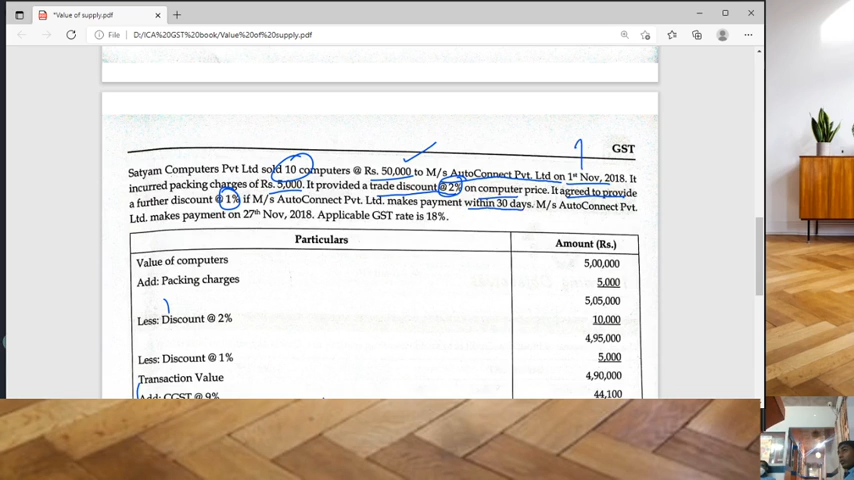 *Value of supply.pdf
File
D:/ICA%20GST%20book/Value%20of%20supply.pdf
GST
Satyam Computers Pvt Ltd sold 10 computers @ Rs. 50,000 to M/s AutoConnect Pvt. Ltd on 1st Nov, 2018. It
incurred packing charges of Rs. 5,000. It provided a trade discount @ 2% on computer price. It agreed to provide
a further discount @ 1% if M/s AutoConnect Pvt. Ltd. makes payment within 30 days. M/s AutoConnect Pvt.
Ltd. makes payment on 27th Nov, 2018. Applicable GST rate is 18%.
Particulars Amount (Rs.)
Value of computers 5,00,000
Add: Packing charges 5,000
5,05,000
Less: Discount @ 2% 10,000
4,95,000
Less: Discount @ 1% 5,000
Transaction Value 4,90,000
Add: CGST @ 9% 44,100